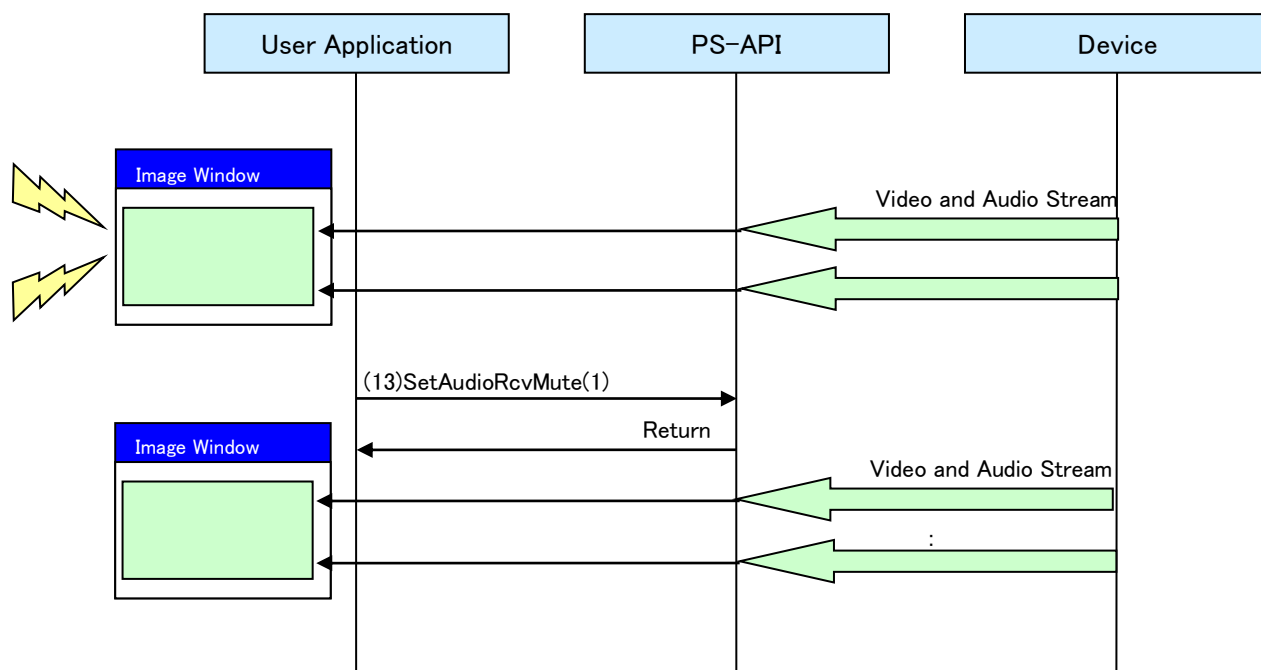 User Application
PS-API
Device
Image Window
Video and Audio Stream
(13)SetAudioRcvMute(1)
Return
Image Window
Video and Audio Stream
: